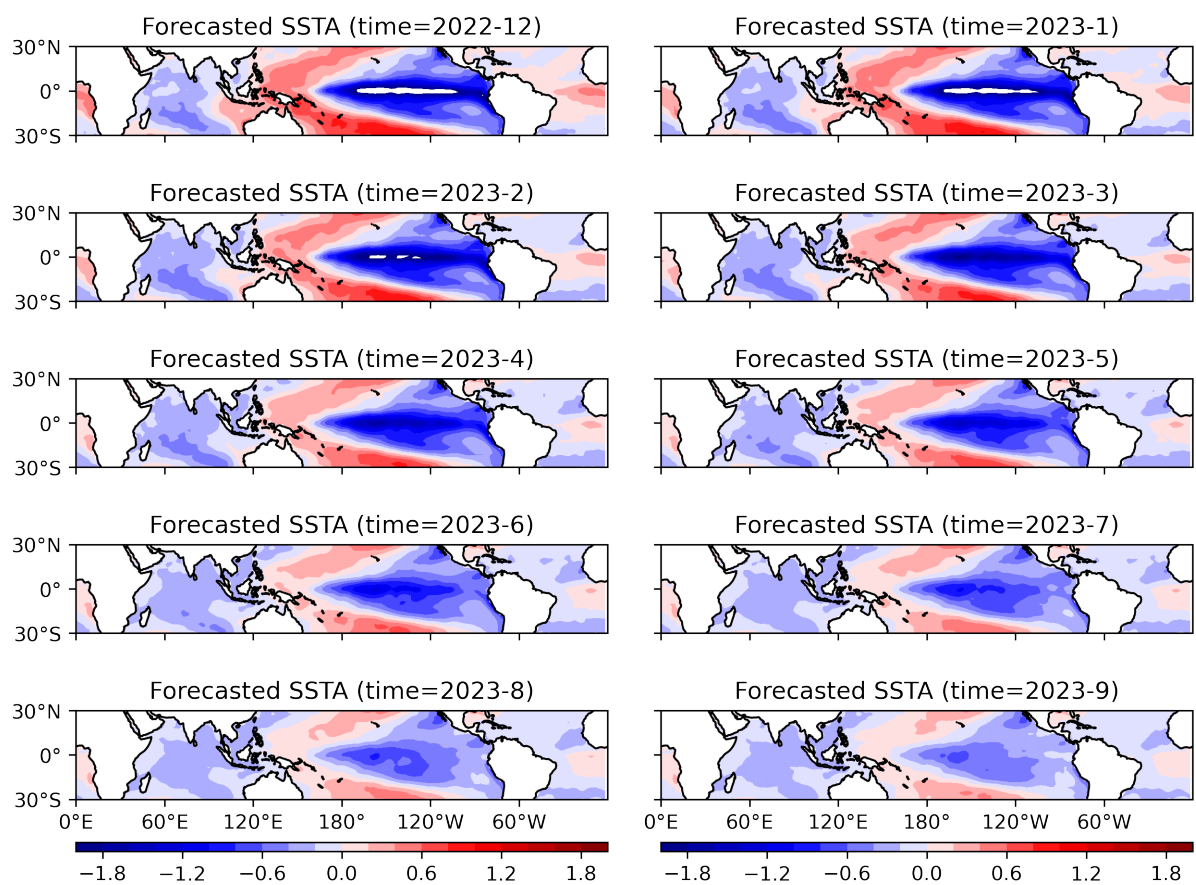 Forecasted SSTA (time=2022-12)
Forecasted SSTA (time=2023-1)
30°N
0°
30°S
Forecasted SSTA (time=2023-2)
Forecasted SSTA (time=2023-3)
30°N
0°
30°S
Forecasted SSTA (time=2023-4)
Forecasted SSTA (time=2023-5)
30°N
0°
30°S
Forecasted SSTA (time=2023-6)
Forecasted SSTA (time=2023-7)
30°N
0°
30°S
Forecasted SSTA (time=2023-8)
Forecasted SSTA (time=2023-9)
30°N
0°
30°S
0°E 60°E 120°E 180° 120°W 60°W
0°E 60°E 120°E 180° 120°W 60°W
−1.8 −1.2 −0.6 0.0 0.6 1.2 1.8
−1.8 −1.2 −0.6 0.0 0.6 1.2 1.8